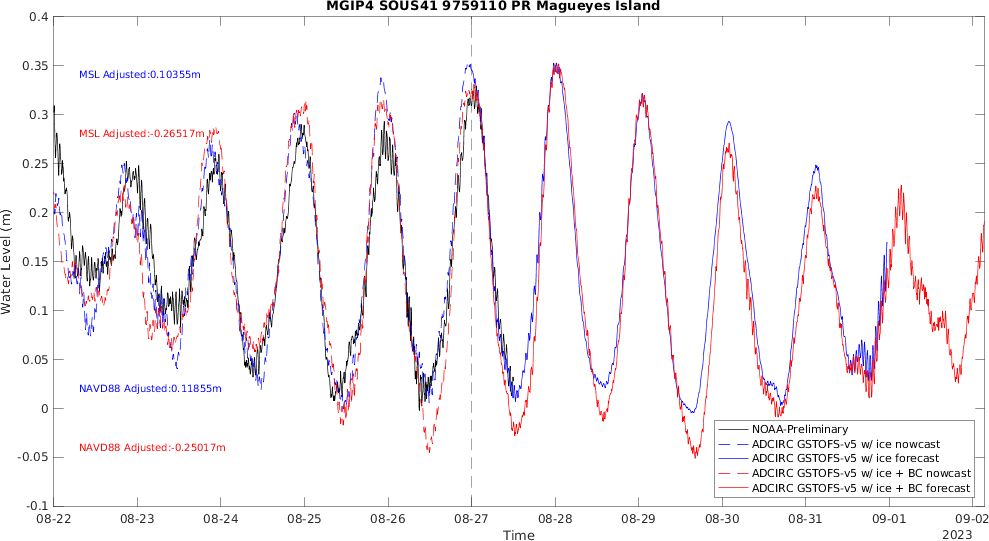 MGIP4 SOUS41 9759110 PR Magueyes Island
0.4
0.35
0.3
0.25
0.2
0.15
0.1
0.05
0
-0.05
-0.1
Water Level (m)
MSL Adjusted:0.10355m
MSL Adjusted:-0.26517m
NAVD88 Adjusted:0.11855m
NAVD88 Adjusted:-0.25017m
NOAA-Preliminary
ADCIRC GSTOFS-v5 w/ ice nowcast
ADCIRC GSTOFS-v5 w/ ice forecast
ADCIRC GSTOFS-v5 w/ ice + BC nowcast
ADCIRC GSTOFS-v5 w/ ice + BC forecast
08-22 08-23 08-24 08-25 08-26 08-27 08-28 08-29 08-30 08-31 09-01 09-02
Time
2023